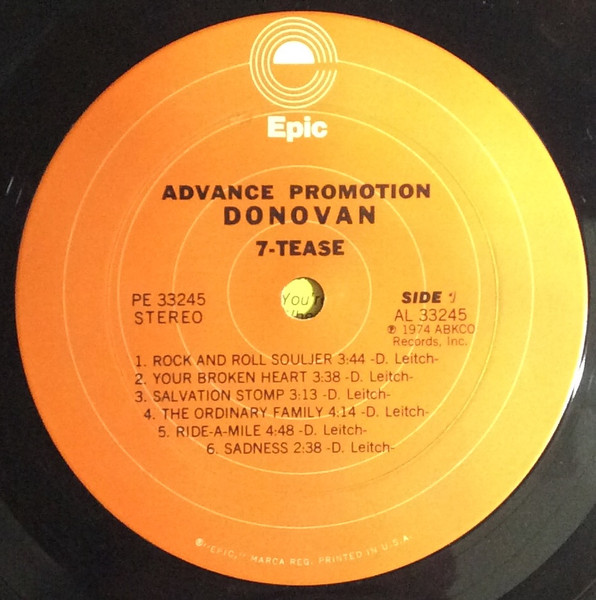 Epic
ADVANCE PROMOTION
DONOVAN
7-TEASE
PE 33245
STEREO
You're
SIDE 1
AL 33245
℗ 1974 ABKCO
Records, Inc.
1. ROCK AND ROLL SOULJER 3:44 -D. Leitch-
2. YOUR BROKEN HEART 3:38 -D. Leitch-
3. SALVATION STOMP 3:13 -D. Leitch-
4. THE ORDINARY FAMILY 4:14 -D. Leitch-
5. RIDE-A-MILE 4:48 -D. Leitch-
6. SADNESS 2:38 -D. Leitch-
®-"EPIC," MARCA REG. PRINTED IN U.S.A.